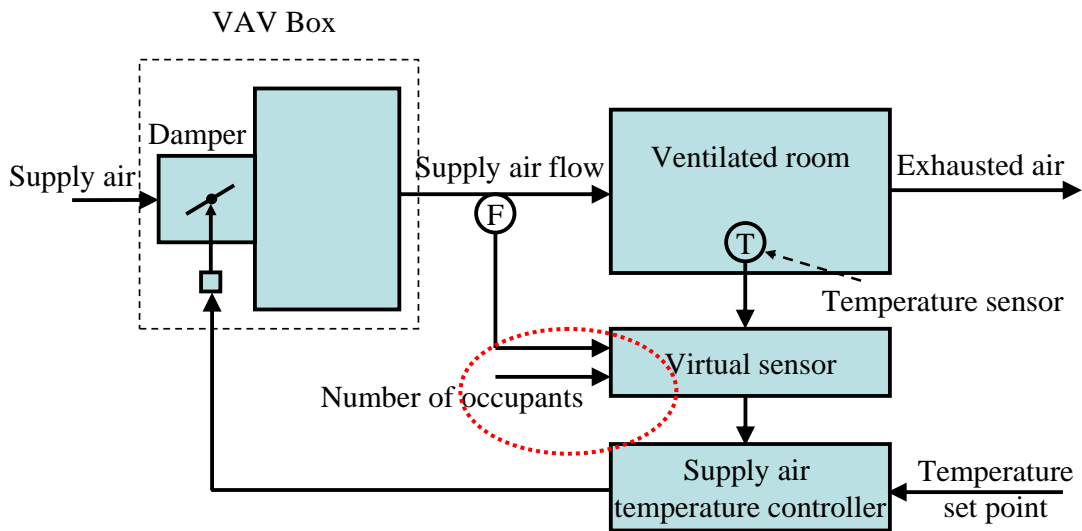 VAV Box
Damper
Supply air
Supply air flow
Ventilated room
Exhausted air
F
T
Temperature sensor
Virtual sensor
Number of occupants
Supply air
temperature controller
Temperature
set point